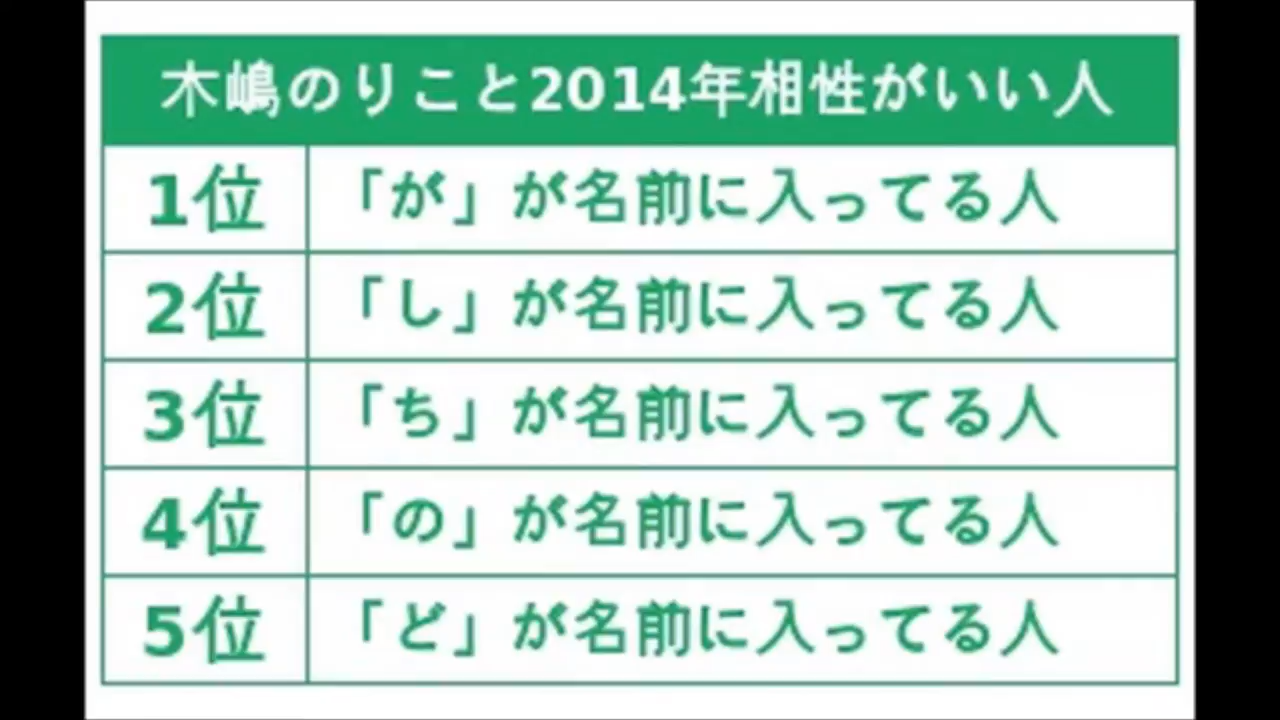 木嶋のりこと2014年相性がいい人
1位 「が」が名前に入ってる人
2位 「し」が名前に入ってる人
3位 「ち」が名前に入ってる人
4位 「の」が名前に入ってる人
5位 「ど」が名前に入ってる人